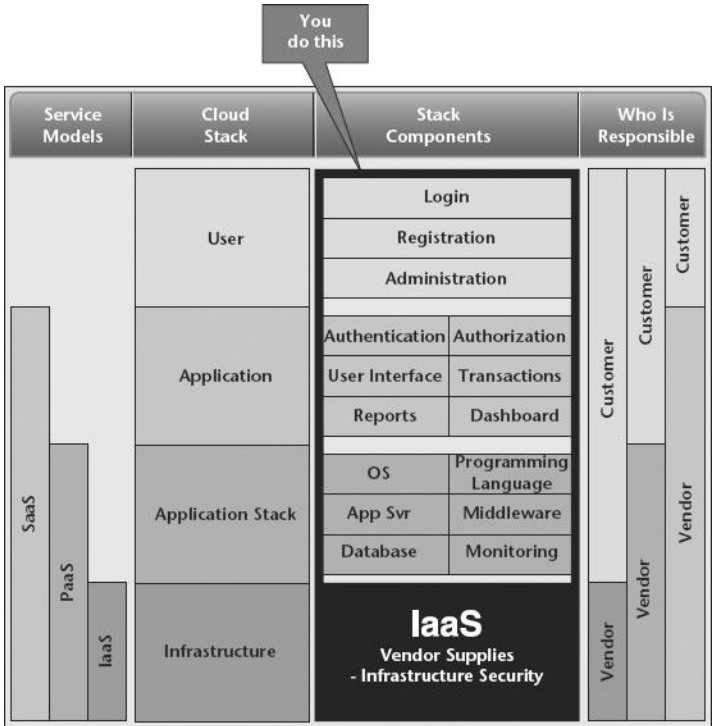 You
do this
Service
Models
Cloud
Stack
Stack
Components
Who Is
Responsible
User
Login
Registration
Administration
Application
Authentication
Authorization
User Interface
Transactions
Reports
Dashboard
Application Stack
OS
Programming
Language
App Svr
Middleware
Database
Monitoring
Infrastructure
IaaS
Vendor Supplies
- Infrastructure Security
SaaS
PaaS
IaaS
Customer
Vendor
Customer
Vendor
Customer
Vendor